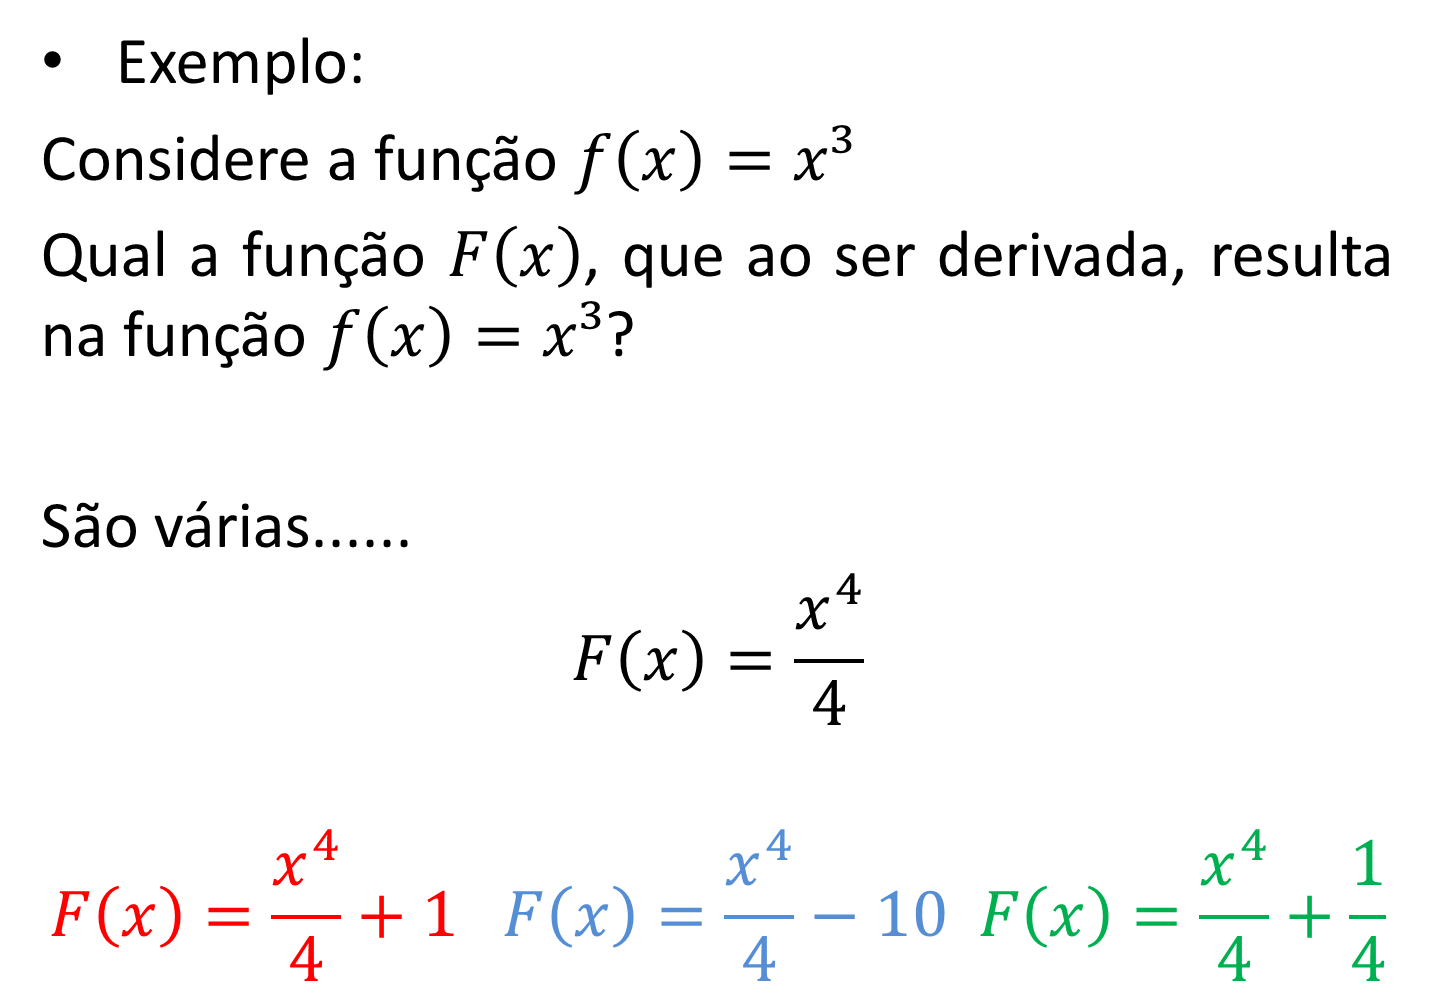 • Exemplo:
Considere a função f(x) = x³
Qual a função F(x), que ao ser derivada, resulta
na função f(x) = x³?
São várias......
F(x) = x⁴/4
F(x) = x⁴/4 + 1 F(x) = x⁴/4 − 10 F(x) = x⁴/4 + 1/4